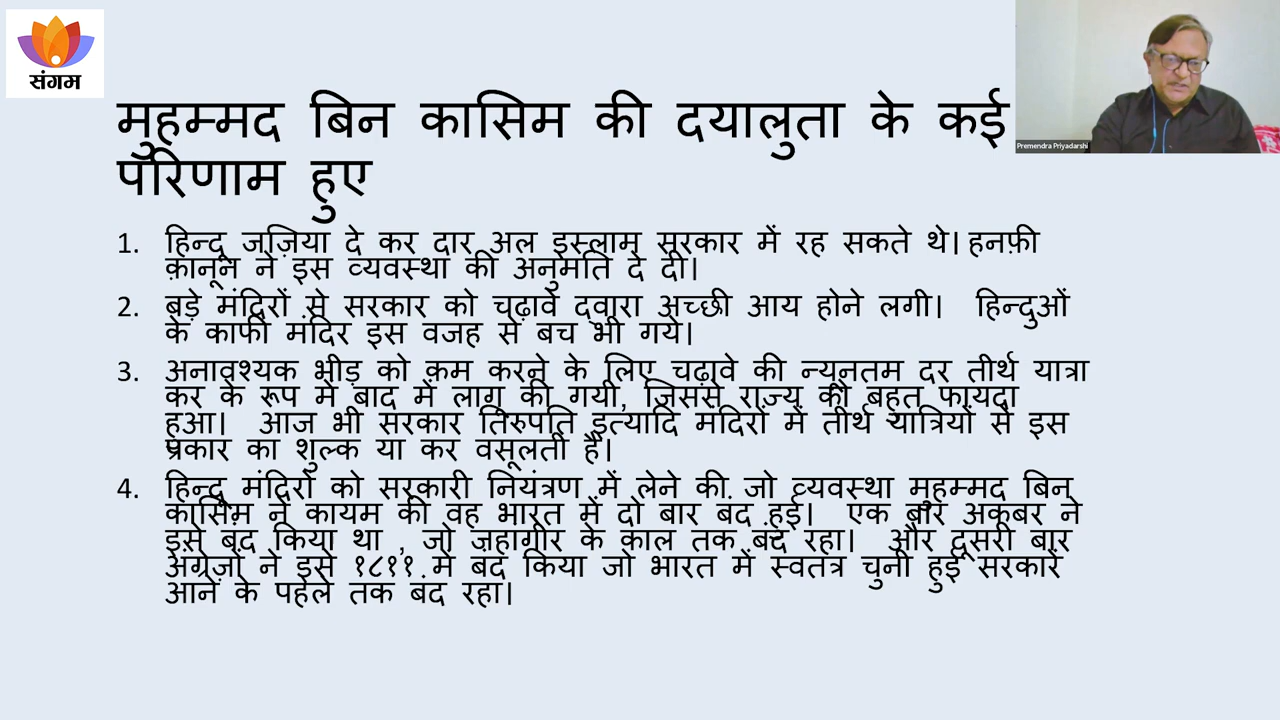 संगम
Premendra Priyadarshi
मुहम्मद बिन कासिम की दयालुता के कई
परिणाम हुए
1. हिन्दू जज़िया दे कर दार अल इस्लाम सरकार में रह सकते थे। हनफ़ी
क़ानून ने इस व्यवस्था की अनुमति दे दी।
2. बड़े मंदिरों से सरकार को चढ़ावे द्वारा अच्छी आय होने लगी। हिन्दुओं
के काफी मंदिर इस वजह से बच भी गये।
3. अनावश्यक भीड़ को कम करने के लिए चढ़ावे की न्यूनतम दर तीर्थ यात्रा
कर के रूप में बाद में लागू की गयी, जिससे राज्य को बहुत फायदा
हुआ। आज भी सरकार तिरुपति इत्यादि मंदिरों में तीर्थ यात्रियों से इस
प्रकार का शुल्क या कर वसूलती है।
4. हिन्दू मंदिरों को सरकारी नियंत्रण में लेने की जो व्यवस्था मुहम्मद बिन
कासिम ने कायम की वह भारत में दो बार बंद हुई। एक बार अकबर ने
इसे बंद किया था , जो जहांगीर के काल तक बंद रहा। और दूसरी बार
अंग्रेजों ने इसे १८११ में बंद किया जो भारत में स्वतंत्र चुनी हुई सरकारें
आने के पहले तक बंद रहा।